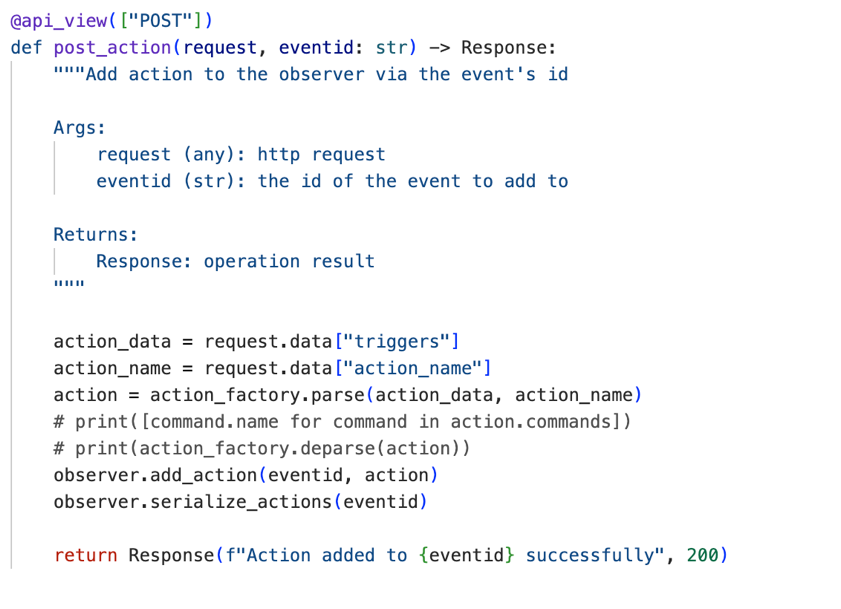 @api_view(["POST"])
def post_action(request, eventid: str) -> Response:
    """Add action to the observer via the event's id

    Args:
        request (any): http request
        eventid (str): the id of the event to add to

    Returns:
        Response: operation result
    """

    action_data = request.data["triggers"]
    action_name = request.data["action_name"]
    action = action_factory.parse(action_data, action_name)
    # print([command.name for command in action.commands])
    # print(action_factory.deparse(action))
    observer.add_action(eventid, action)
    observer.serialize_actions(eventid)

    return Response(f"Action added to {eventid} successfully", 200)